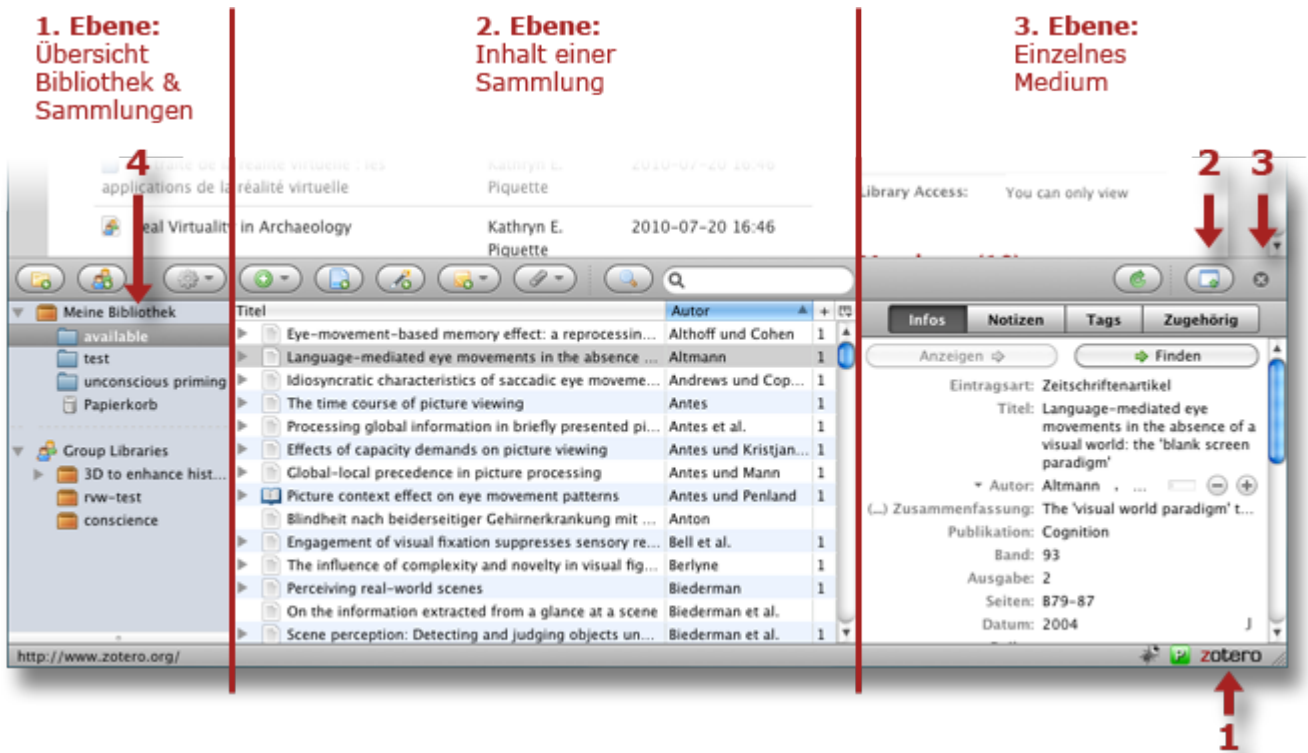 1. Ebene:
Übersicht
Bibliothek &
Sammlungen
2. Ebene:
Inhalt einer
Sammlung
3. Ebene:
Einzelnes
Medium
4
2
3
applications de la réalité virtuelle
Kathryn E.
Piquette
2010-07-20 16:46
Library Access: You can only view
eal Virtuality in Archaeology
Kathryn E.
Piquette
2010-07-20 16:46
Meine Bibliothek
available
test
unconscious priming
Papierkorb
Group Libraries
3D to enhance hist...
rvw-test
conscience
Titel Autor +
Eye-movement-based memory effect: a reprocessin... Althoff und Cohen 1
Language-mediated eye movements in the absence ... Altmann 1
Idiosyncratic characteristics of saccadic eye moveme... Andrews und Cop... 1
The time course of picture viewing Antes 1
Processing global information in briefly presented pi... Antes et al. 1
Effects of capacity demands on picture viewing Antes und Kristjan... 1
Global-local precedence in picture processing Antes und Mann 1
Picture context effect on eye movement patterns Antes und Penland 1
Blindheit nach beiderseitiger Gehirnerkrankung mit ... Anton
Engagement of visual fixation suppresses sensory re... Bell et al. 1
The influence of complexity and novelty in visual fig... Berlyne 1
Perceiving real-world scenes Biederman 1
On the information extracted from a glance at a scene Biederman et al.
Scene perception: Detecting and judging objects un... Biederman et al. 1
Infos Notizen Tags Zugehörig
Anzeigen Finden
Eintragsart: Zeitschriftenartikel
Titel: Language-mediated eye
movements in the absence of a
visual world: the 'blank screen
paradigm'
Autor: Altmann , ...
(...) Zusammenfassung: The 'visual world paradigm' t...
Publikation: Cognition
Band: 93
Ausgabe: 2
Seiten: B79-87
Datum: 2004 J
http://www.zotero.org/
zotero
1